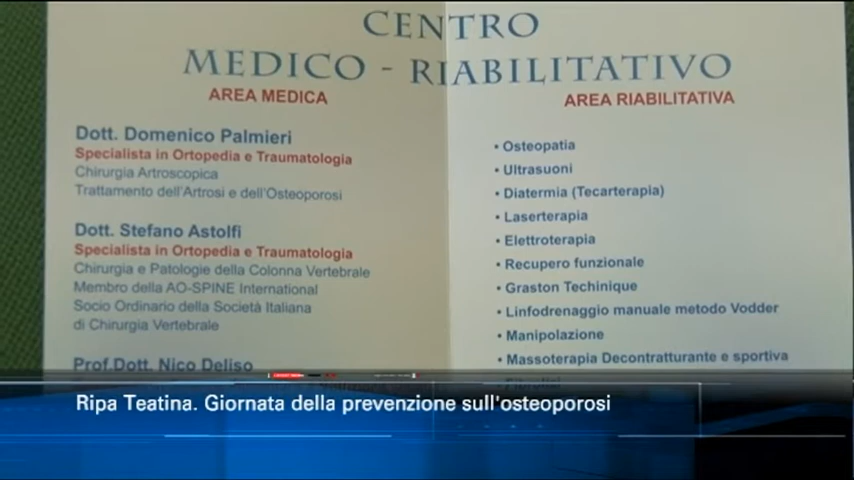 CENTRO
MEDICO - RIABILITATIVO
AREA MEDICA
Dott. Domenico Palmieri
Specialista in Ortopedia e Traumatologia
Chirurgia Artroscopica
Trattamento dell'Artrosi e dell'Osteoporosi
Dott. Stefano Astolfi
Specialista in Ortopedia e Traumatologia
Chirurgia e Patologie della Colonna Vertebrale
Membro della AO-SPINE International
Socio Ordinario della Società Italiana
di Chirurgia Vertebrale
Prof.Dott. Nico Deliso
AREA RIABILITATIVA
• Osteopatia
• Ultrasuoni
• Diatermia (Tecarterapia)
• Laserterapia
• Elettroterapia
• Recupero funzionale
• Graston Techinique
• Linfodrenaggio manuale metodo Vodder
• Manipolazione
• Massoterapia Decontratturante e sportiva
Ripa Teatina. Giornata della prevenzione sull'osteoporosi